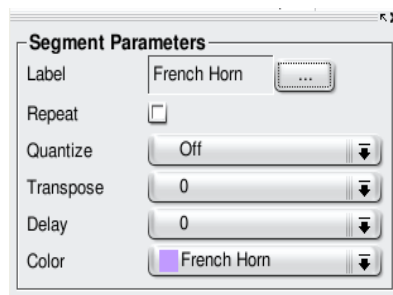 Segment Parameters
Label French Horn ...
Repeat
Quantize Off
Transpose 0
Delay 0
Color French Horn